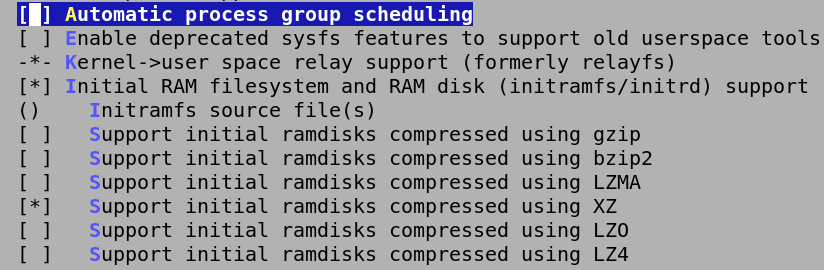 [ ] Automatic process group scheduling
[ ] Enable deprecated sysfs features to support old userspace tools
-*- Kernel->user space relay support (formerly relayfs)
[*] Initial RAM filesystem and RAM disk (initramfs/initrd) support
()    Initramfs source file(s)
[ ]   Support initial ramdisks compressed using gzip
[ ]   Support initial ramdisks compressed using bzip2
[ ]   Support initial ramdisks compressed using LZMA
[*]   Support initial ramdisks compressed using XZ
[ ]   Support initial ramdisks compressed using LZO
[ ]   Support initial ramdisks compressed using LZ4